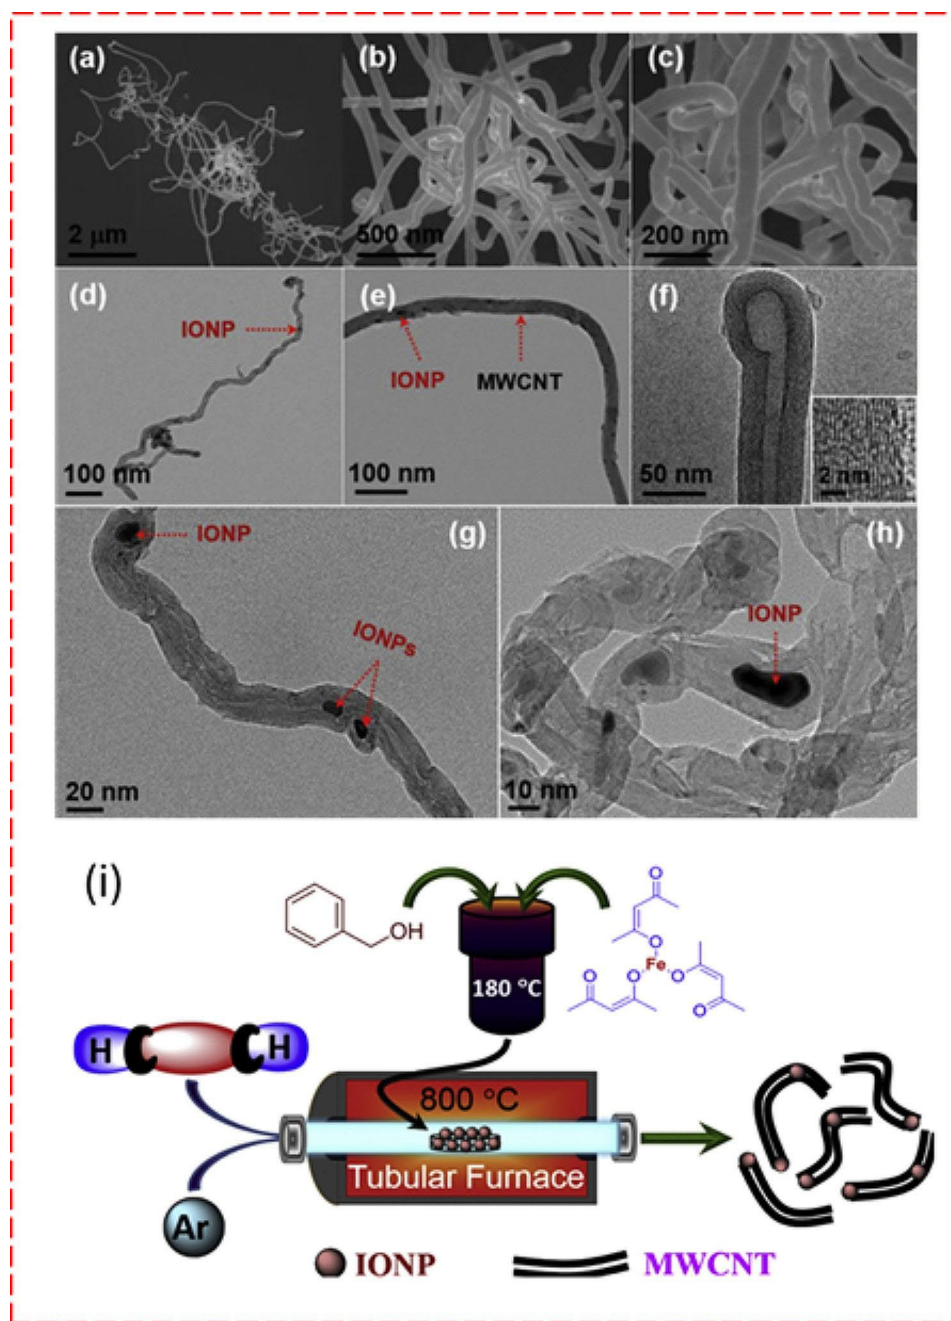 (a)
2 μm
(b)
500 nm
(c)
200 nm
(d)
IONP
100 nm
(e)
IONP
MWCNT
100 nm
(f)
50 nm
2 nm
(g)
IONP
IONPs
20 nm
(h)
IONP
10 nm
(i)
OH
180 °C
O
O
Fe
O
O
O
O
H
H
800 °C
Tubular Furnace
Ar
IONP
MWCNT